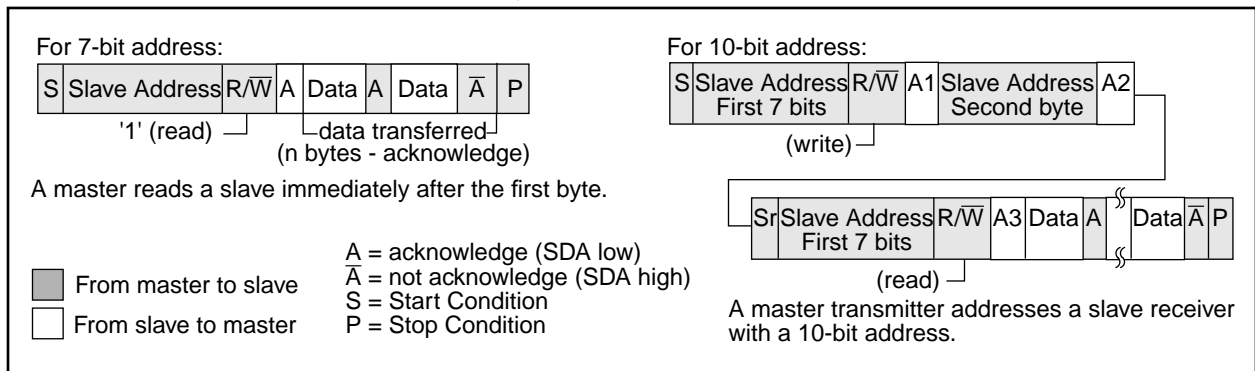 For 7-bit address:
S Slave Address R/W̅ A Data A Data A̅ P
'1' (read)
data transferred
(n bytes - acknowledge)
A master reads a slave immediately after the first byte.
From master to slave
From slave to master
A = acknowledge (SDA low)
A̅ = not acknowledge (SDA high)
S = Start Condition
P = Stop Condition
For 10-bit address:
S Slave Address R/W̅ A1 Slave Address A2
First 7 bits Second byte
(write)
Sr Slave Address R/W̅ A3 Data A Data A̅ P
First 7 bits
(read)
A master transmitter addresses a slave receiver
with a 10-bit address.